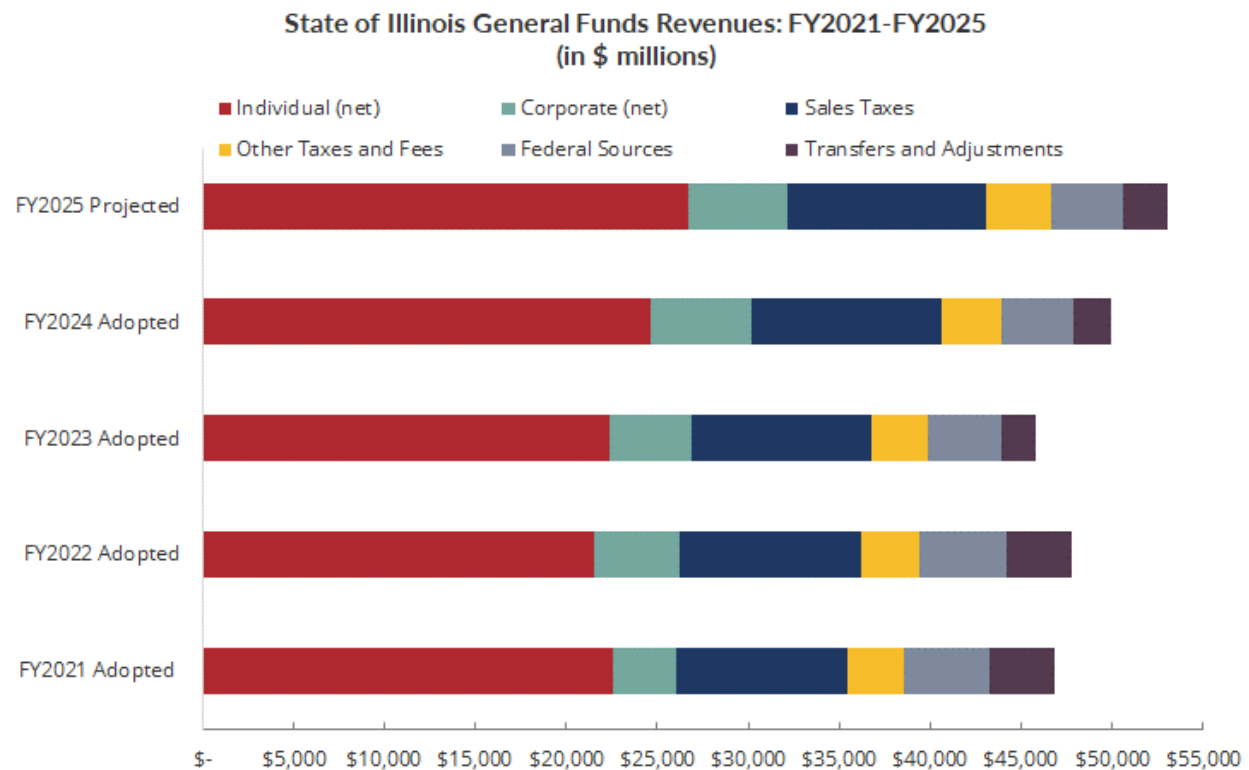 State of Illinois General Funds Revenues: FY2021-FY2025
(in $ millions)
Individual (net) Corporate (net) Sales Taxes
Other Taxes and Fees Federal Sources Transfers and Adjustments
FY2025 Projected
FY2024 Adopted
FY2023 Adopted
FY2022 Adopted
FY2021 Adopted
$- $5,000 $10,000 $15,000 $20,000 $25,000 $30,000 $35,000 $40,000 $45,000 $50,000 $55,000